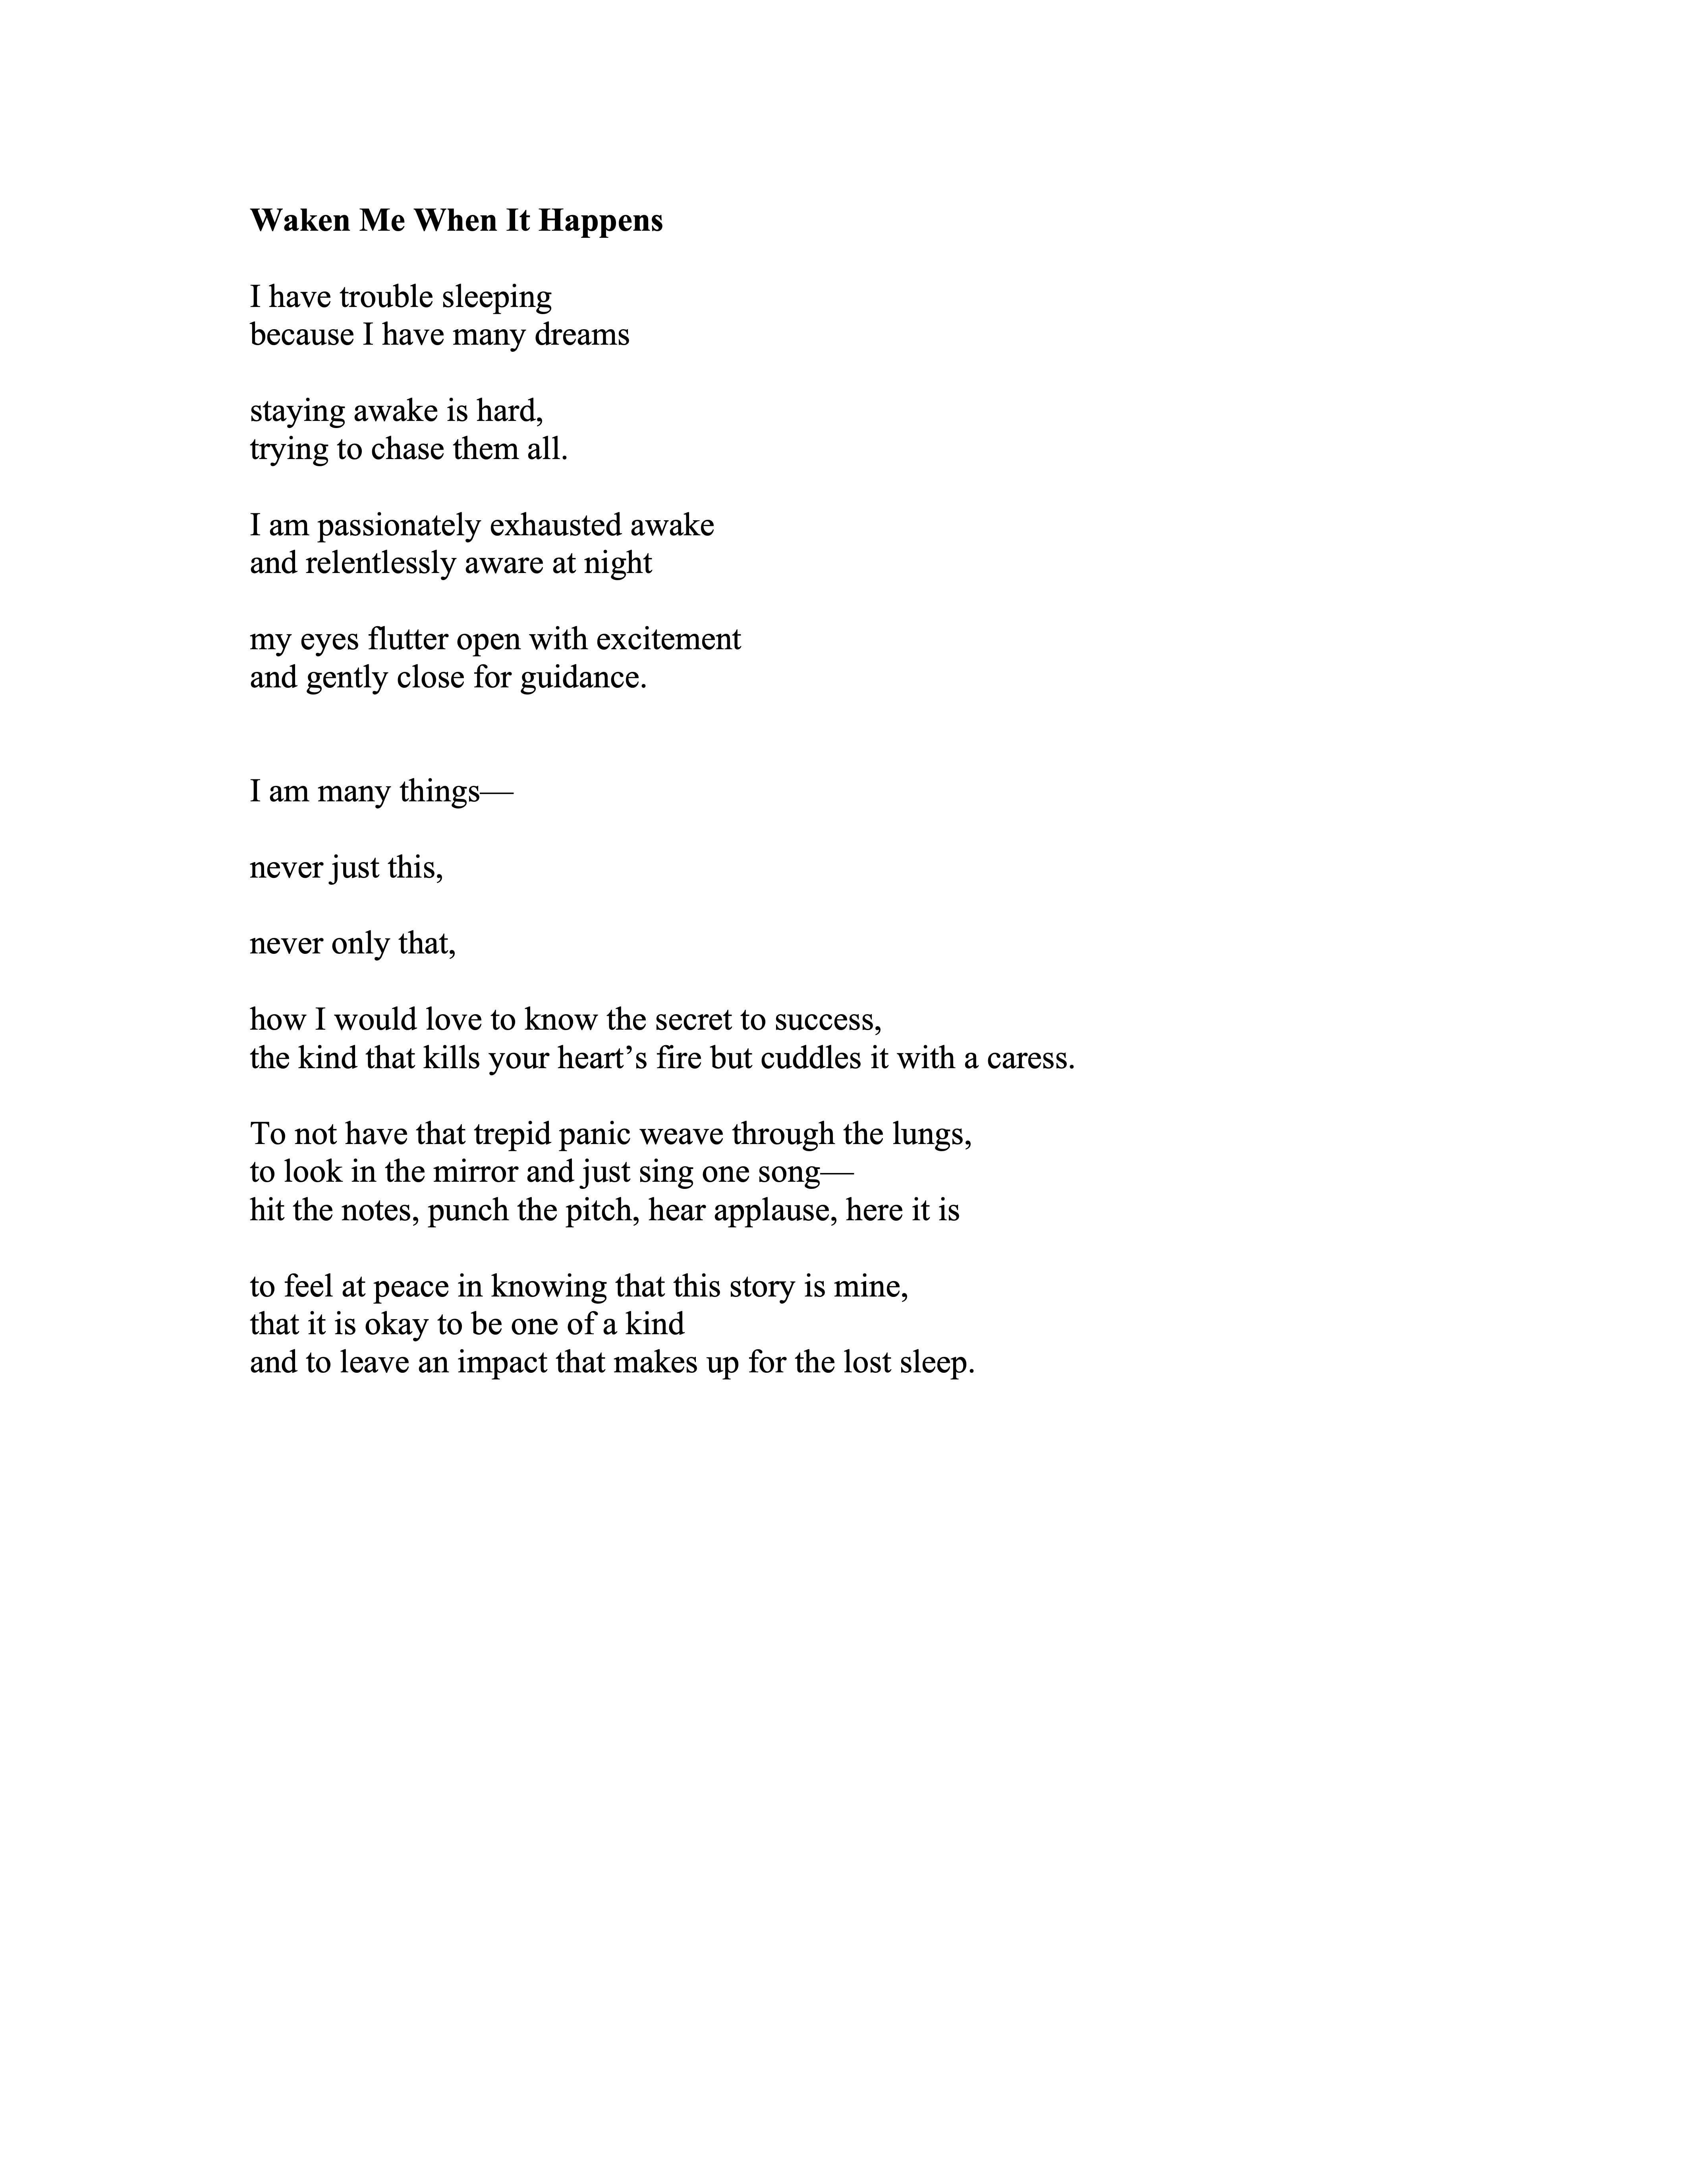 Waken Me When It Happens
I have trouble sleeping
because I have many dreams
staying awake is hard,
trying to chase them all.
I am passionately exhausted awake
and relentlessly aware at night
my eyes flutter open with excitement
and gently close for guidance.
I am many things—
never just this,
never only that,
how I would love to know the secret to success,
the kind that kills your heart’s fire but cuddles it with a caress.
To not have that trepid panic weave through the lungs,
to look in the mirror and just sing one song—
hit the notes, punch the pitch, hear applause, here it is
to feel at peace in knowing that this story is mine,
that it is okay to be one of a kind
and to leave an impact that makes up for the lost sleep.